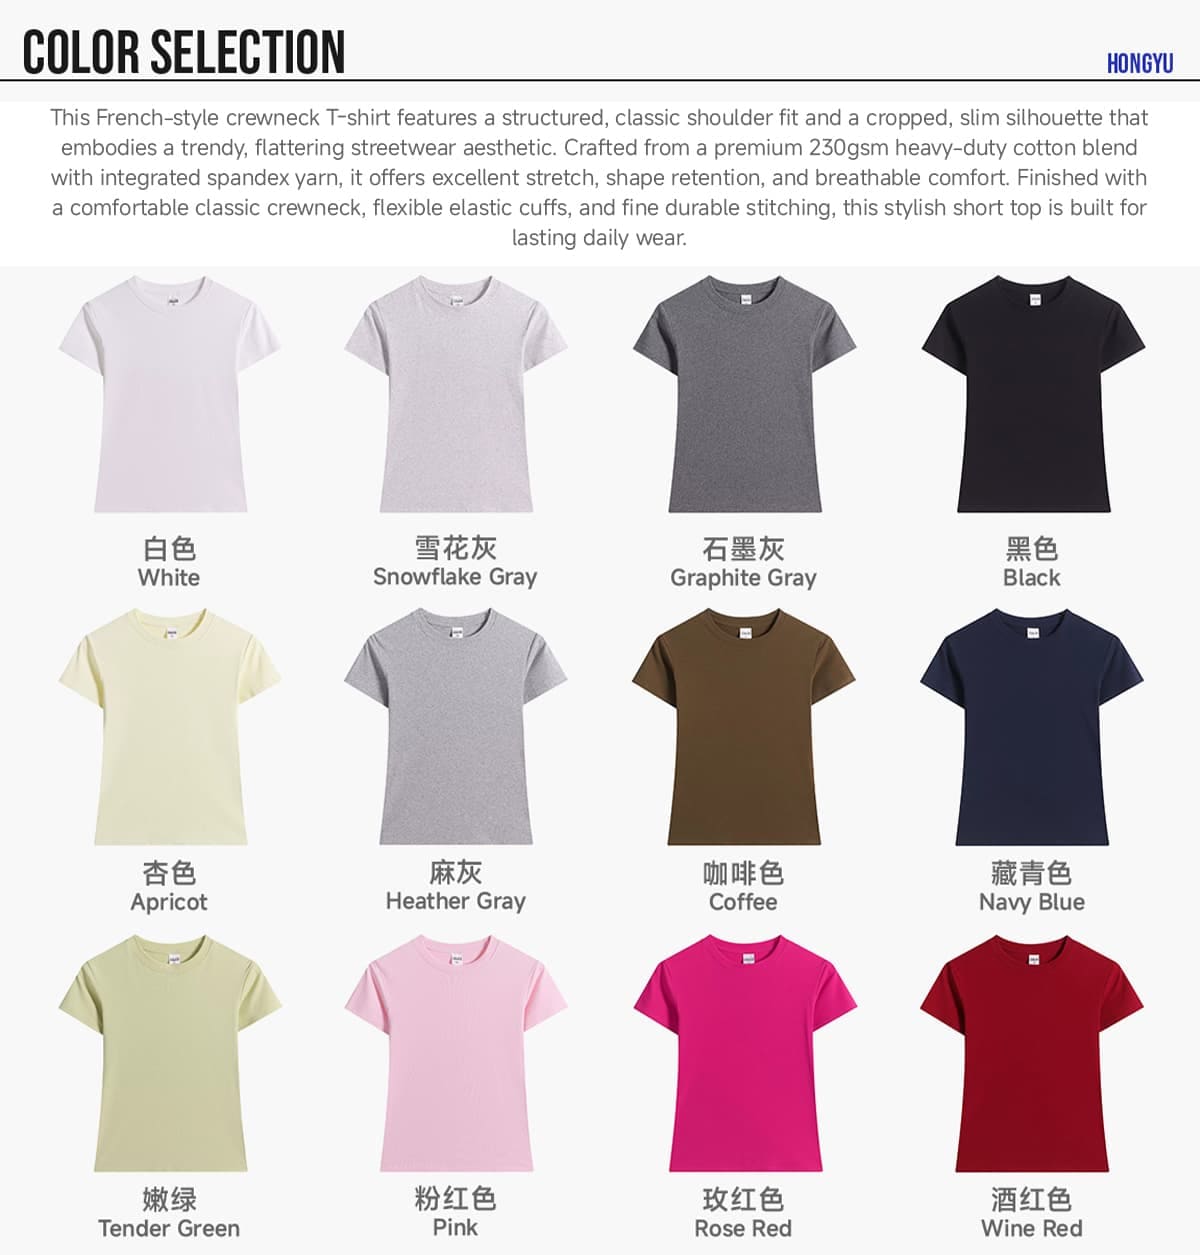 COLOR SELECTION
HONGYU
This French-style crewneck T-shirt features a structured, classic shoulder fit and a cropped, slim silhouette that
embodies a trendy, flattering streetwear aesthetic. Crafted from a premium 230gsm heavy-duty cotton blend
with integrated spandex yarn, it offers excellent stretch, shape retention, and breathable comfort. Finished with
a comfortable classic crewneck, flexible elastic cuffs, and fine durable stitching, this stylish short top is built for
lasting daily wear.
白色
White
雪花灰
Snowflake Gray
石墨灰
Graphite Gray
黑色
Black
杏色
Apricot
麻灰
Heather Gray
咖啡色
Coffee
藏青色
Navy Blue
嫩绿
Tender Green
粉红色
Pink
玫红色
Rose Red
酒红色
Wine Red